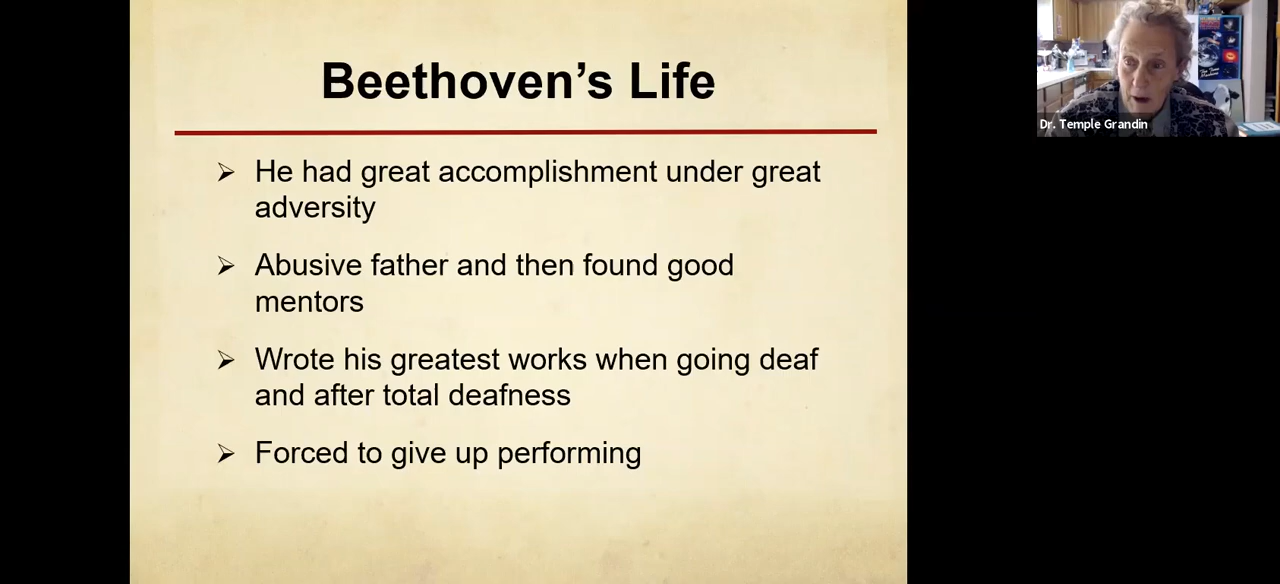 Beethoven’s Life
➢ He had great accomplishment under great
adversity
➢ Abusive father and then found good
mentors
➢ Wrote his greatest works when going deaf
and after total deafness
➢ Forced to give up performing
Dr. Temple Grandin